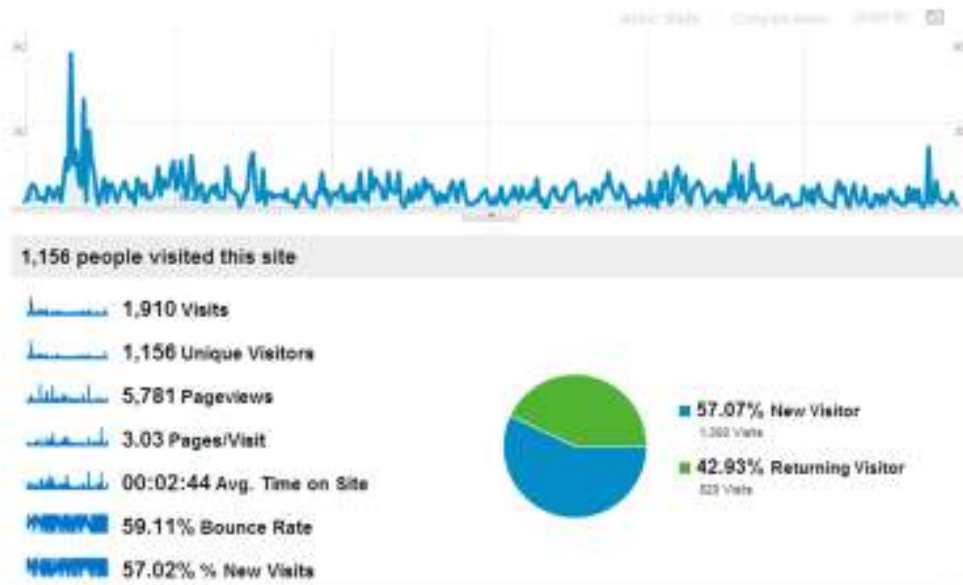 1,156 people visited this site
1,910 Visits
1,156 Unique Visitors
5,781 Pageviews
3.03 Pages/Visit
00:02:44 Avg. Time on Site
59.11% Bounce Rate
57.02% % New Visits
57.07% New Visitor
Visits
42.93% Returning Visitor
Visits